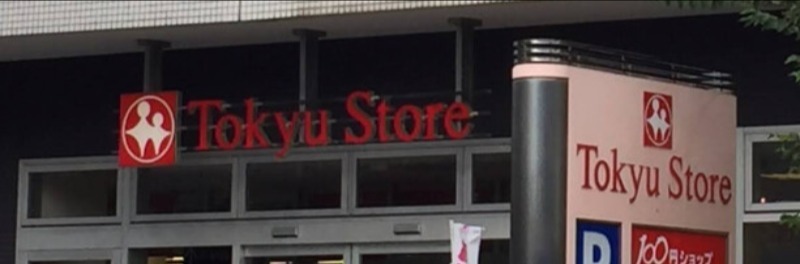 Tokyu Store
Tokyu Store
P
100円ショップ